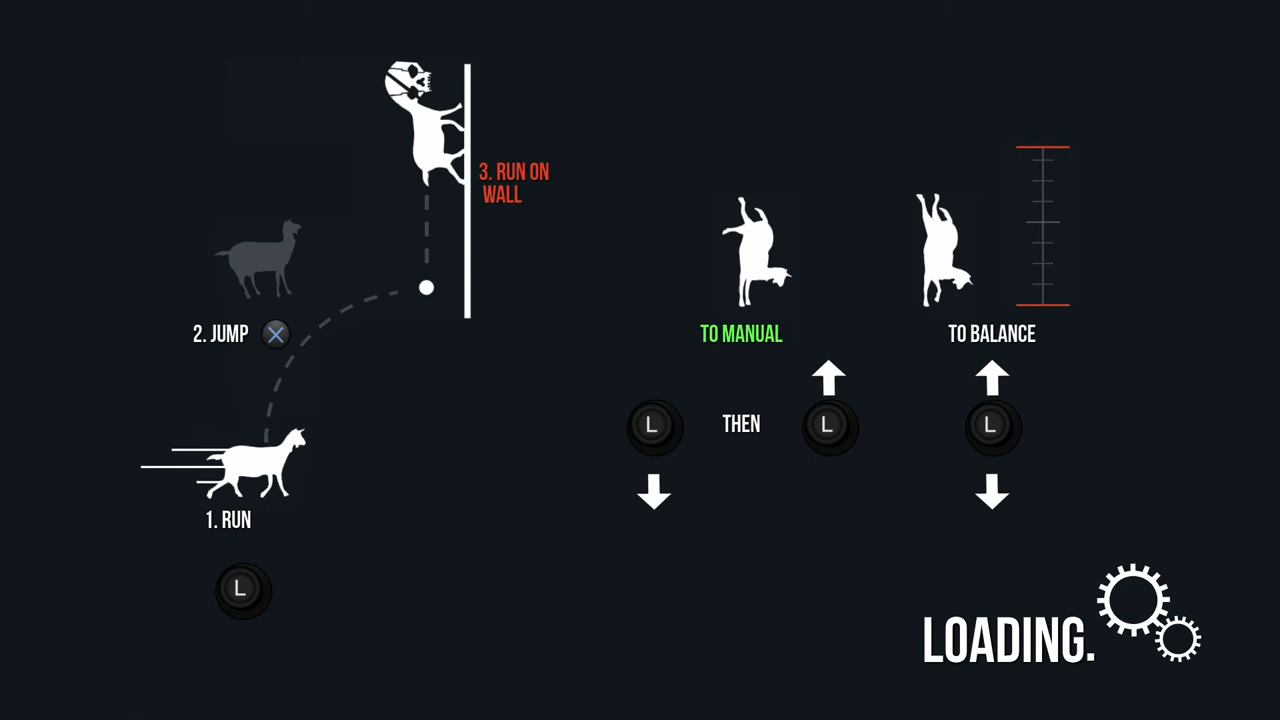 3. RUN ON
WALL
2. JUMP
1. RUN
L
TO MANUAL
TO BALANCE
L
THEN
L
L
LOADING.